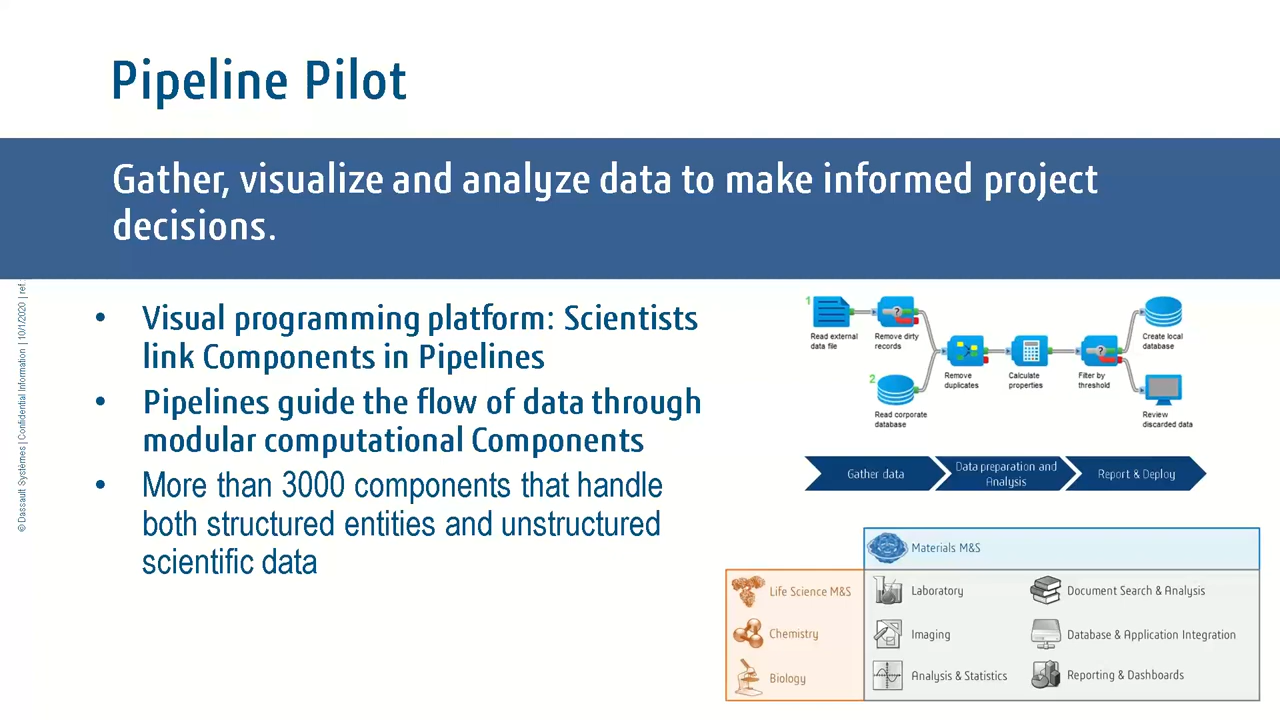 Pipeline Pilot
Gather, visualize and analyze data to make informed project
decisions.
• Visual programming platform: Scientists
link Components in Pipelines
• Pipelines guide the flow of data through
modular computational Components
• More than 3000 components that handle
both structured entities and unstructured
scientific data
1
Read external
data file
Remove dirty
records
2
Read corporate
database
Remove
duplicates
Calculate
properties
Filter by
threshold
Create local
database
Review
discarded data
Gather data
Data preparation and
Analysis
Report & Deploy
Materials M&S
Life Science M&S
Chemistry
Biology
Laboratory
Imaging
Analysis & Statistics
Document Search & Analysis
Database & Application Integration
Reporting & Dashboards
© Dassault Systèmes | Confidential Information | 10/1/2020 | ref.: